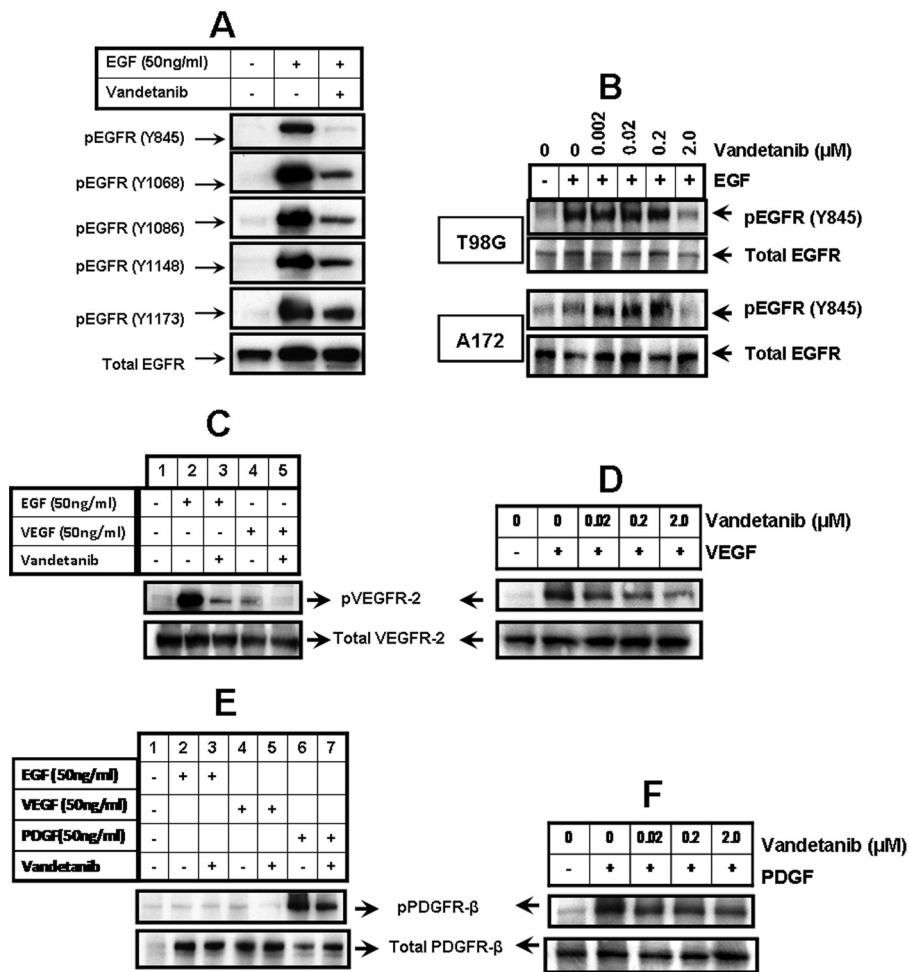 A
EGF (50ng/ml) - + +
Vandetanib - - +
pEGFR (Y845)
pEGFR (Y1068)
pEGFR (Y1086)
pEGFR (Y1148)
pEGFR (Y1173)
Total EGFR
B
0 0 0.002 0.02 0.2 2.0 Vandetanib (µM)
- + + + + + EGF
T98G
pEGFR (Y845)
Total EGFR
A172
pEGFR (Y845)
Total EGFR
C
1 2 3 4 5
EGF (50ng/ml) - + + - -
VEGF (50ng/ml) - - - + +
Vandetanib - - + - +
pVEGFR-2
Total VEGFR-2
D
0 0 0.02 0.2 2.0 Vandetanib (µM)
- + + + + VEGF
E
1 2 3 4 5 6 7
EGF(50ng/ml) - + +
VEGF(50ng/ml) - + +
PDGF(50ng/ml) - + +
Vandetanib - + + +
pPDGFR-β
Total PDGFR-β
F
0 0 0.02 0.2 2.0 Vandetanib (µM)
- + + + + PDGF